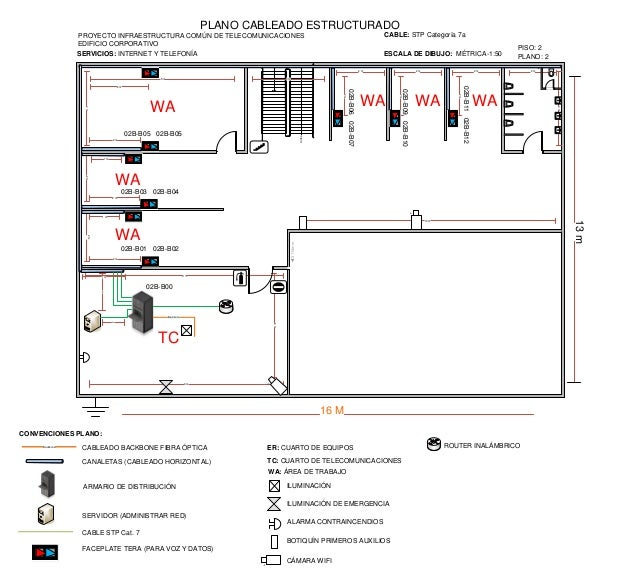 PLANO CABLEADO ESTRUCTURADO
PROYECTO INFRAESTRUCTURA COMÚN DE TELECOMUNICACIONES
CABLE: STP Categoría 7a
EDIFICIO CORPORATIVO
SERVICIOS: INTERNET Y TELEFONÍA
ESCALA DE DIBUJO: MÉTRICA-1:50
PISO: 2
PLANO: 2
WA
02B-B05 02B-B05
WA
02B-B03 02B-B04
WA
02B-B01 02B-B02
02B-B00
TC
02B-B06
02B-B07
WA
02B-B09
02B-B10
WA
02B-B11
02B-B12
WA
13 m
16 M
CONVENCIONES PLANO:
CABLEADO BACKBONE FIBRA ÓPTICA
CANALETAS (CABLEADO HORIZONTAL)
ARMARIO DE DISTRIBUCIÓN
SERVIDOR (ADMINISTRAR RED)
CABLE STP Cat. 7
FACEPLATE TERA (PARA VOZ Y DATOS)
ER: CUARTO DE EQUIPOS
TC: CUARTO DE TELECOMUNICACIONES
WA: ÁREA DE TRABAJO
ILUMINACIÓN
ILUMINACIÓN DE EMERGENCIA
ALARMA CONTRAINCENDIOS
BOTIQUÍN PRIMEROS AUXILIOS
CÁMARA WIFI
ROUTER INALÁMBRICO